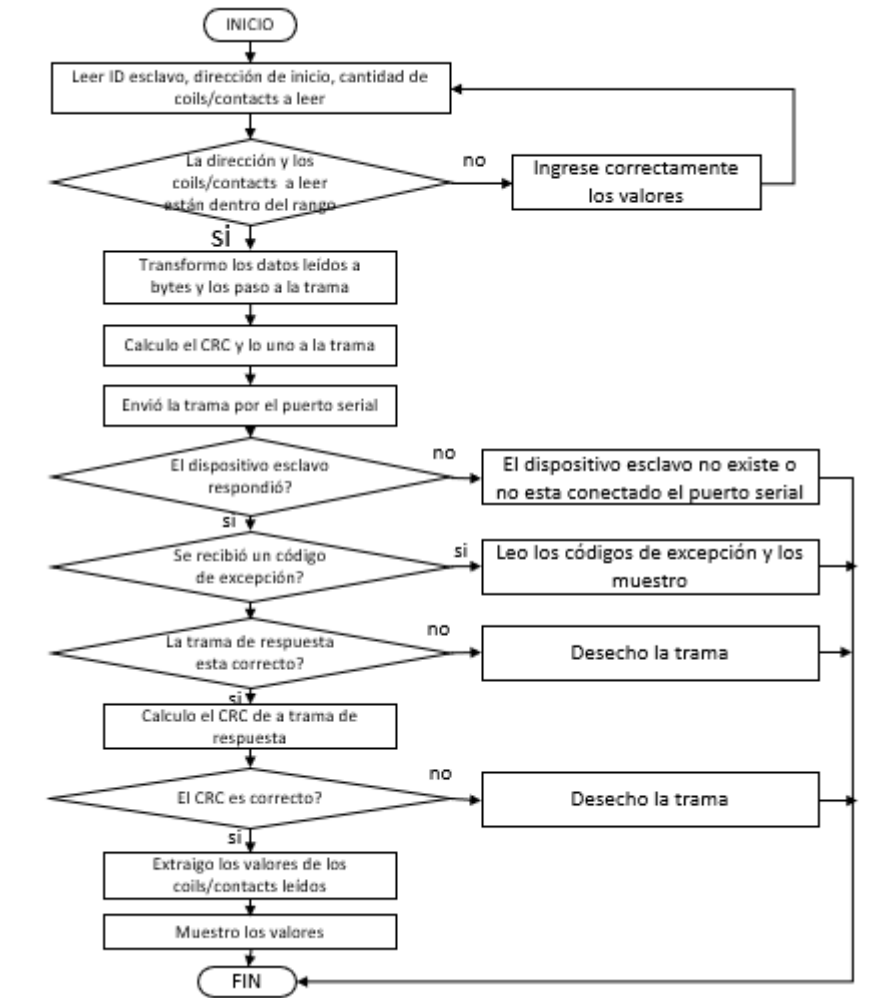 INICIO
Leer ID esclavo, dirección de inicio, cantidad de
coils/contacts a leer
La dirección y los
coils/contacts a leer
están dentro del rango
no
Ingrese correctamente
los valores
si
Transformo los datos leídos a
bytes y los paso a la trama
Calculo el CRC y lo uno a la trama
Envió la trama por el puerto serial
El dispositivo esclavo
respondió?
no
El dispositivo esclavo no existe o
no esta conectado el puerto serial
si
Se recibió un código
de excepción?
si
Leo los códigos de excepción y los
muestro
La trama de respuesta
esta correcto?
no
Desecho la trama
si
Calculo el CRC de a trama de
respuesta
El CRC es correcto?
no
Desecho la trama
si
Extraigo los valores de los
coils/contacts leídos
Muestro los valores
FIN